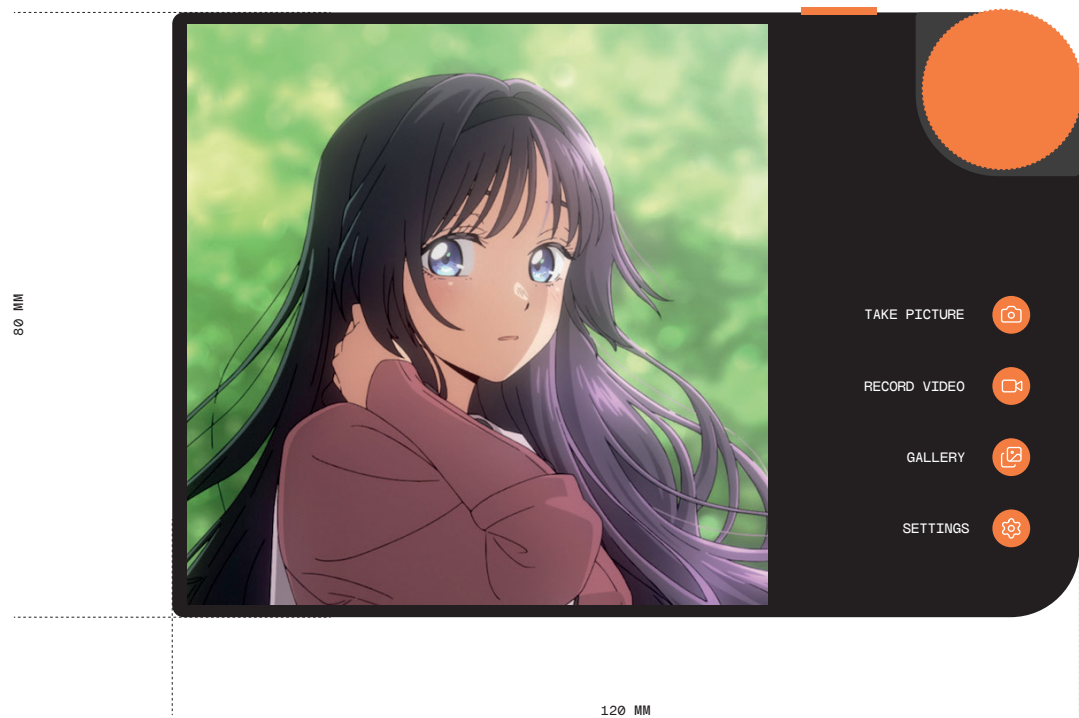 80 MM
TAKE PICTURE
RECORD VIDEO
GALLERY
SETTINGS
120 MM